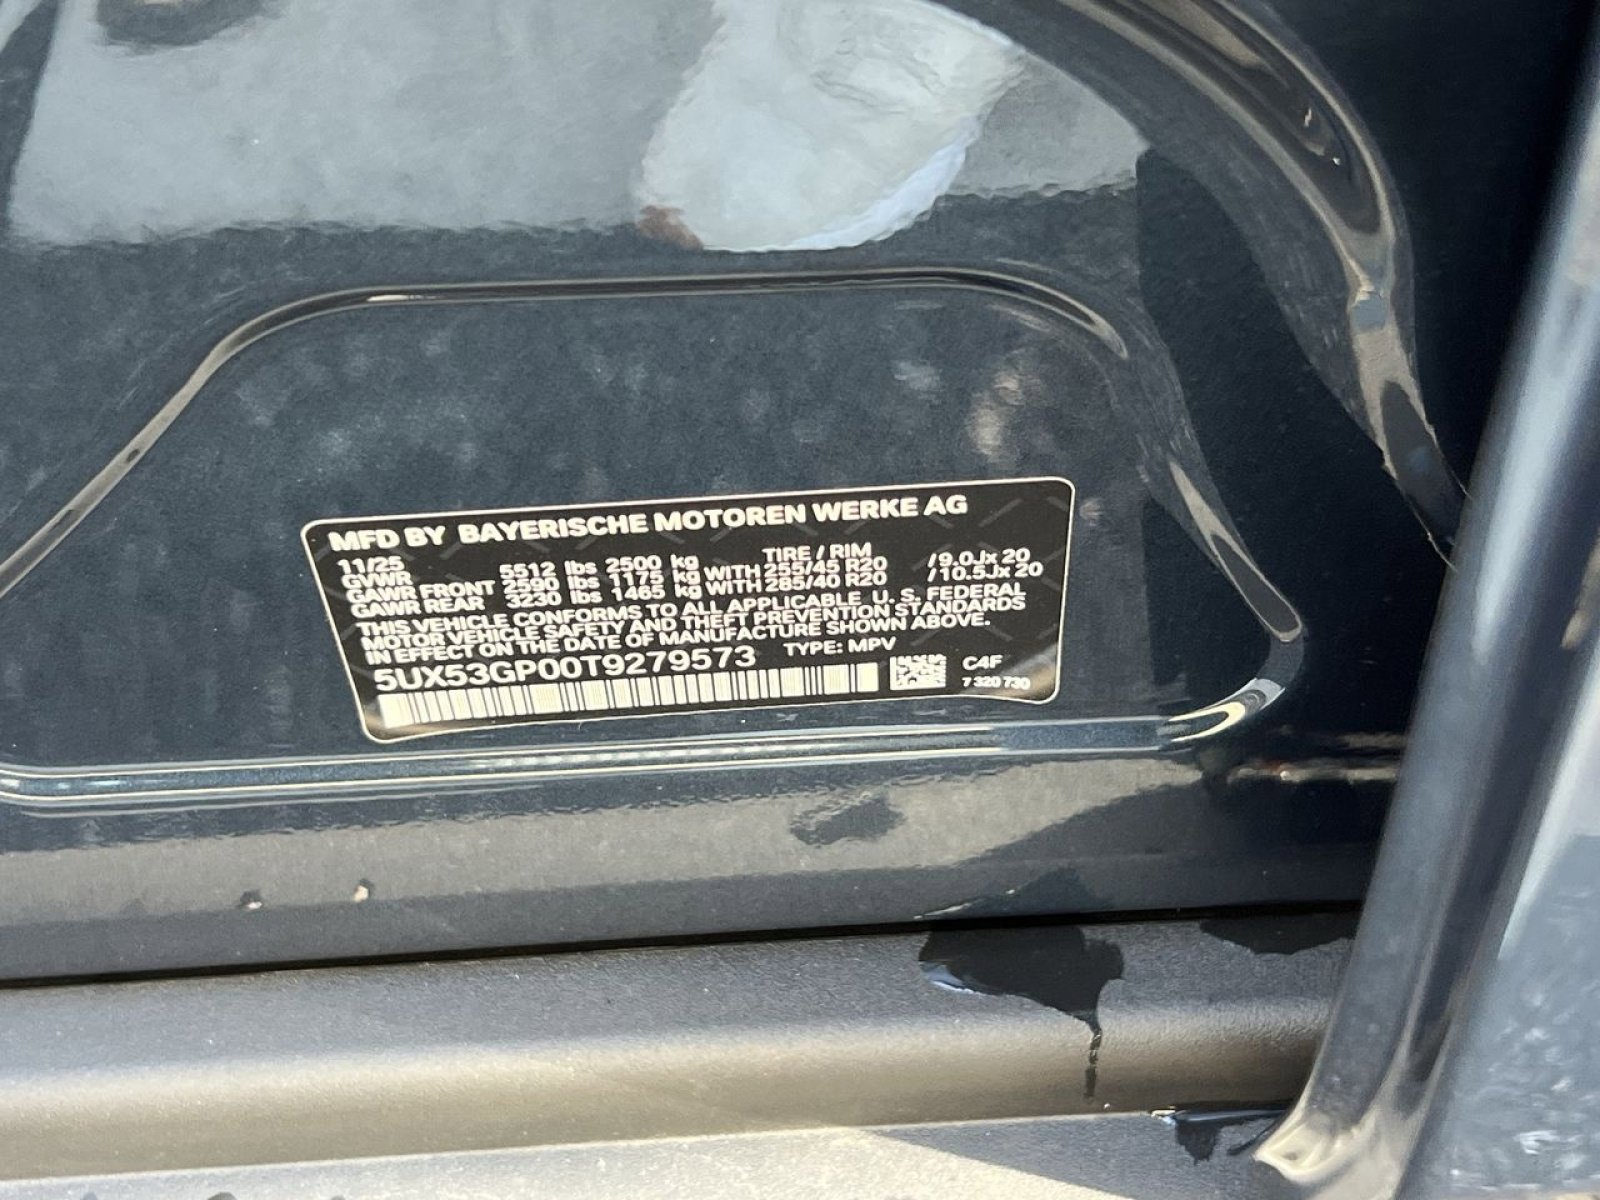 MFD BY BAYERISCHE MOTOREN WERKE AG
11/25 TIRE / RIM
GVWR 5512 lbs 2500 kg
GAWR FRONT 2590 lbs 1175 kg WITH 255/45 R20 /9.0Jx 20
GAWR REAR 3230 lbs 1465 kg WITH 285/40 R20 /10.5Jx 20
THIS VEHICLE CONFORMS TO ALL APPLICABLE U. S. FEDERAL
MOTOR VEHICLE SAFETY AND THEFT PREVENTION STANDARDS
IN EFFECT ON THE DATE OF MANUFACTURE SHOWN ABOVE.
5UX53GP00T9279573 TYPE: MPV
C4F
7 320 730